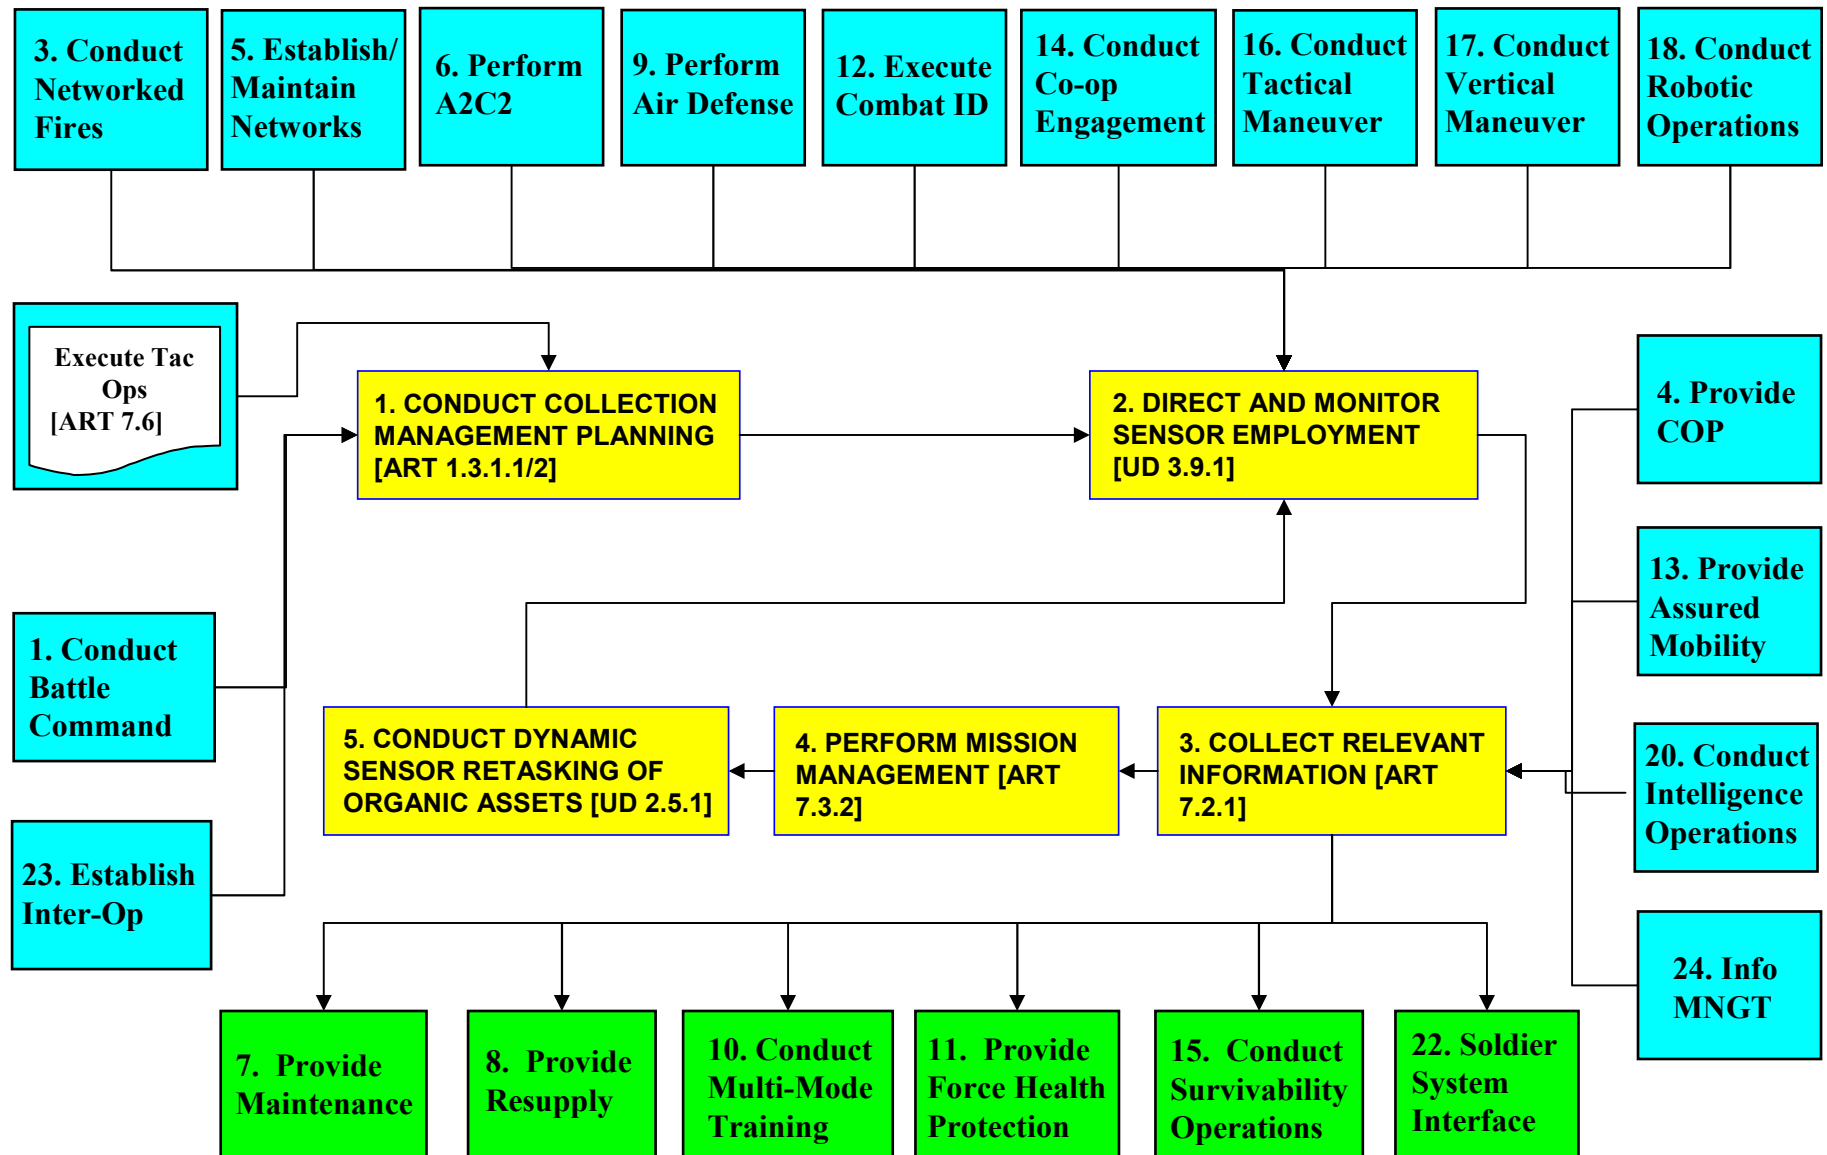 3. Conduct
Networked
Fires
5. Establish/
Maintain
Networks
6. Perform
A2C2
9. Perform
Air Defense
12. Execute
Combat ID
14. Conduct
Co-op
Engagement
16. Conduct
Tactical
Maneuver
17. Conduct
Vertical
Maneuver
18. Conduct
Robotic
Operations
Execute Tac
Ops
[ART 7.6]
1. CONDUCT COLLECTION
MANAGEMENT PLANNING
[ART 1.3.1.1/2]
2. DIRECT AND MONITOR
SENSOR EMPLOYMENT
[UD 3.9.1]
4. Provide
COP
13. Provide
Assured
Mobility
1. Conduct
Battle
Command
5. CONDUCT DYNAMIC
SENSOR RETASKING OF
ORGANIC ASSETS [UD 2.5.1]
4. PERFORM MISSION
MANAGEMENT [ART
7.3.2]
3. COLLECT RELEVANT
INFORMATION [ART
7.2.1]
20. Conduct
Intelligence
Operations
23. Establish
Inter-Op
24. Info
MNGT
7.  Provide
Maintenance
8.  Provide
Resupply
10. Conduct
Multi-Mode
Training
11.  Provide
Force Health
Protection
15.  Conduct
Survivability
Operations
22. Soldier
System
Interface